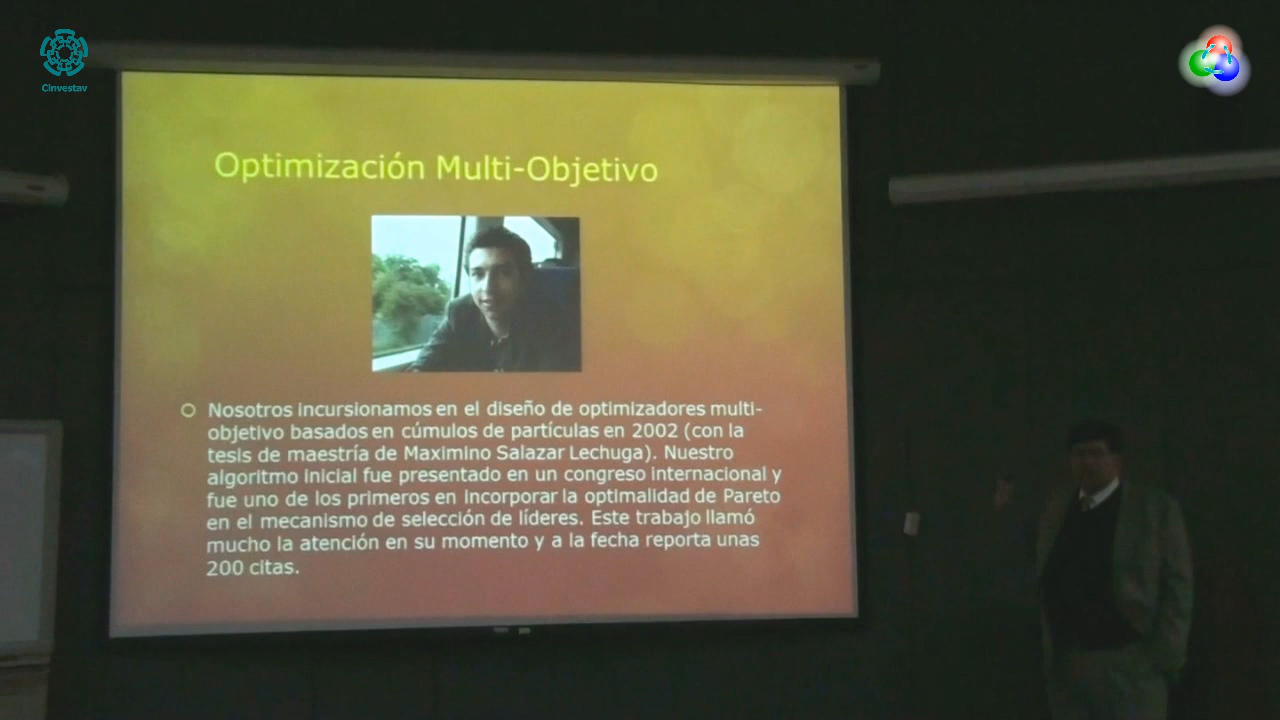 Cinvestav
Optimización Multi-Objetivo
Nosotros incursionamos en el diseño de optimizadores multi-
objetivo basados en cúmulos de partículas en 2002 (con la
tesis de maestría de Maximino Salazar Lechuga). Nuestro
algoritmo inicial fue presentado en un congreso internacional y
fue uno de los primeros en incorporar la optimalidad de Pareto
en el mecanismo de selección de líderes. Este trabajo llamó
mucho la atención en su momento y a la fecha reporta unas
200 citas.